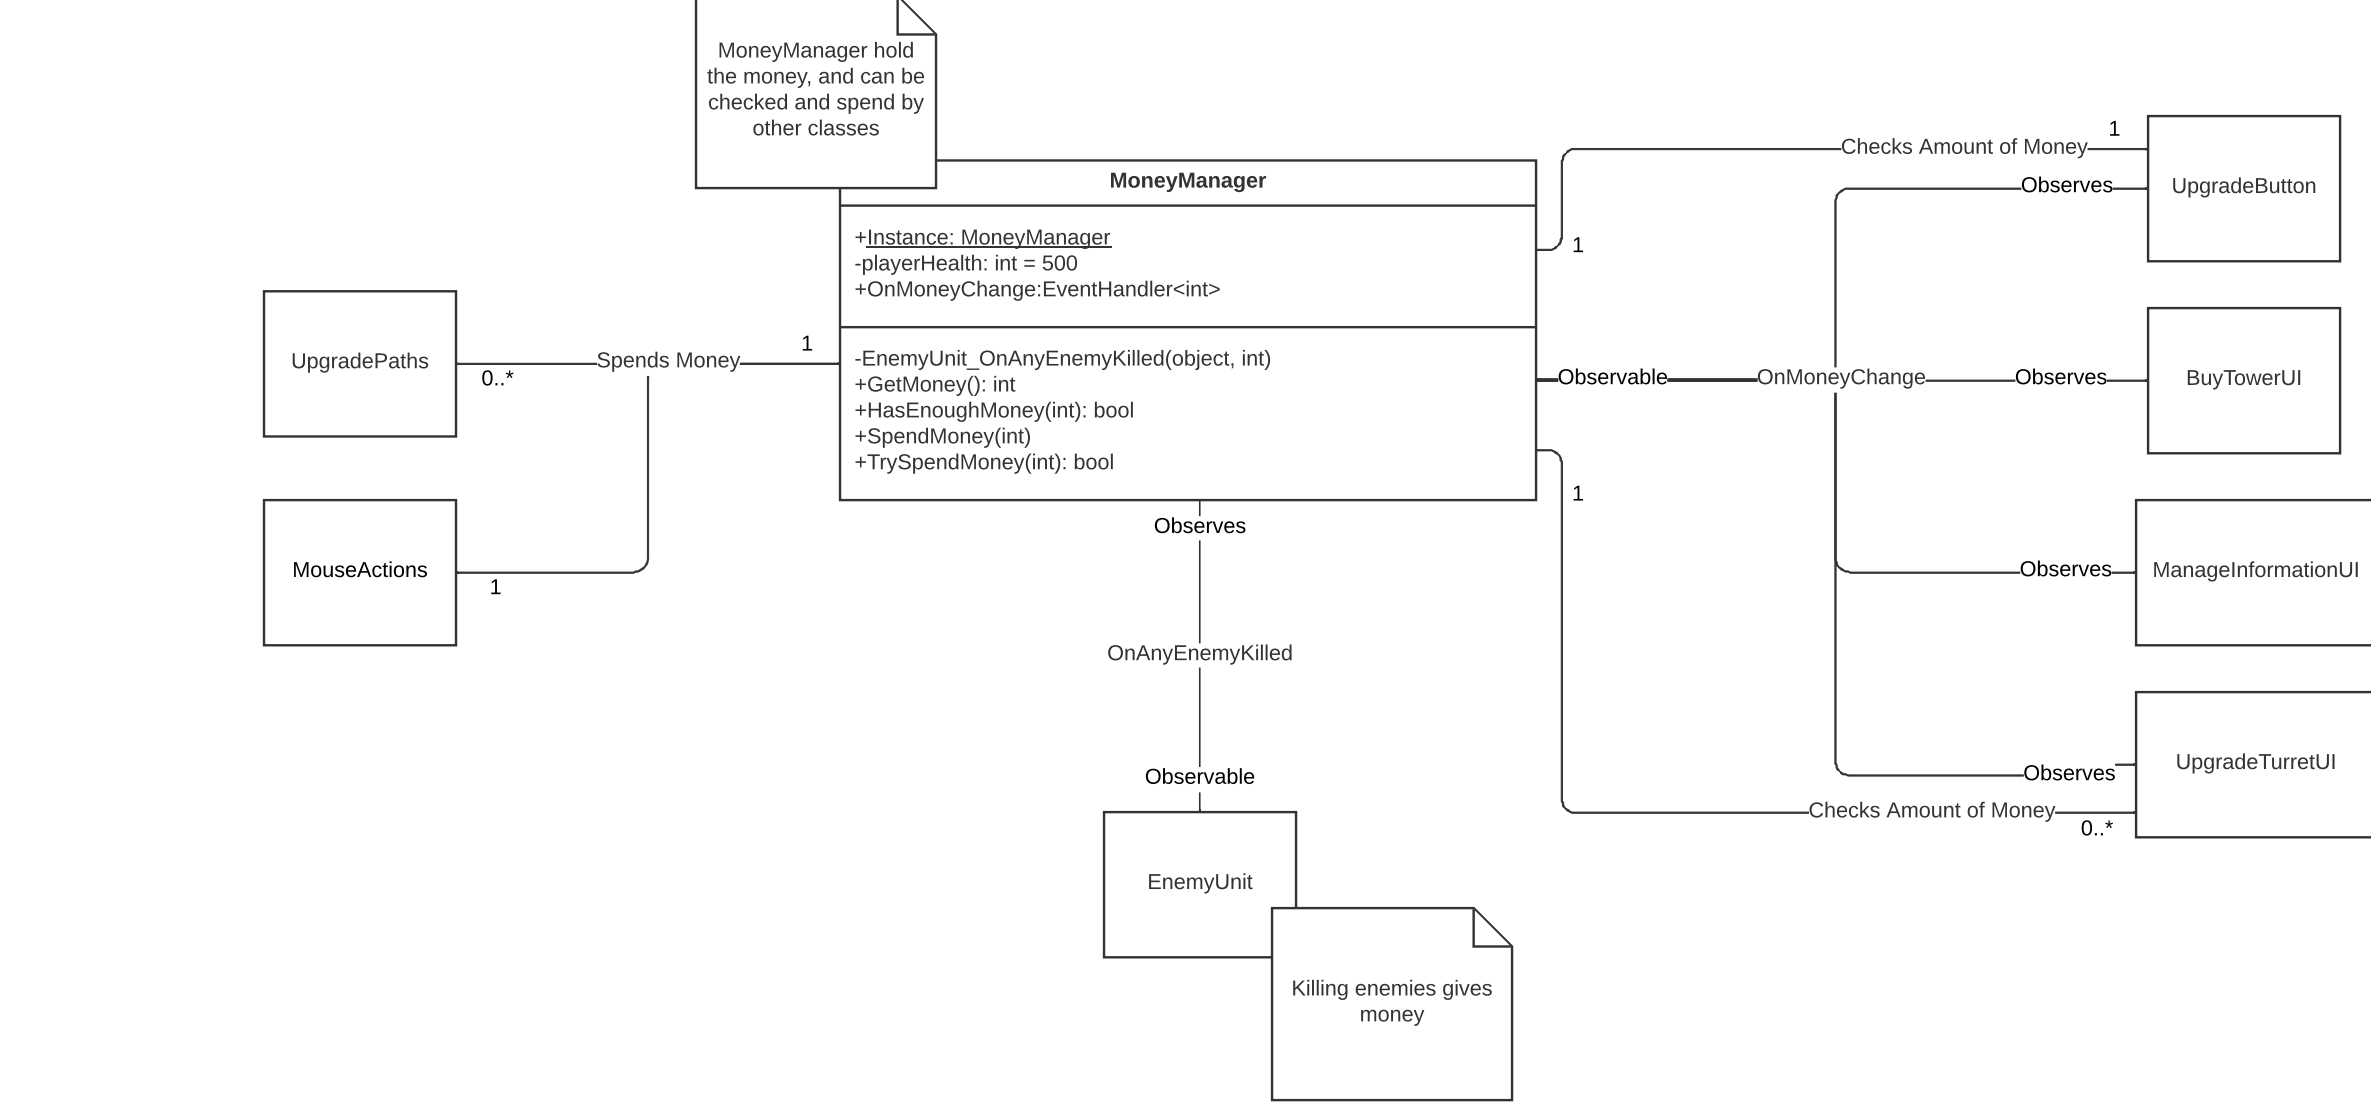 MoneyManager hold
the money, and can be
checked and spend by
other classes
MoneyManager
+Instance: MoneyManager
-playerHealth: int = 500
+OnMoneyChange:EventHandler<int>
-EnemyUnit_OnAnyEnemyKilled(object, int)
+GetMoney(): int
+HasEnoughMoney(int): bool
+SpendMoney(int)
+TrySpendMoney(int): bool
UpgradePaths
0..*
Spends Money
1
MouseActions
1
Observes
OnAnyEnemyKilled
Observable
EnemyUnit
Killing enemies gives
money
1
Checks Amount of Money
1
UpgradeButton
Observes
Observable
OnMoneyChange
Observes
BuyTowerUI
Observes
ManageInformationUI
1
Observes
UpgradeTurretUI
Checks Amount of Money
0..*